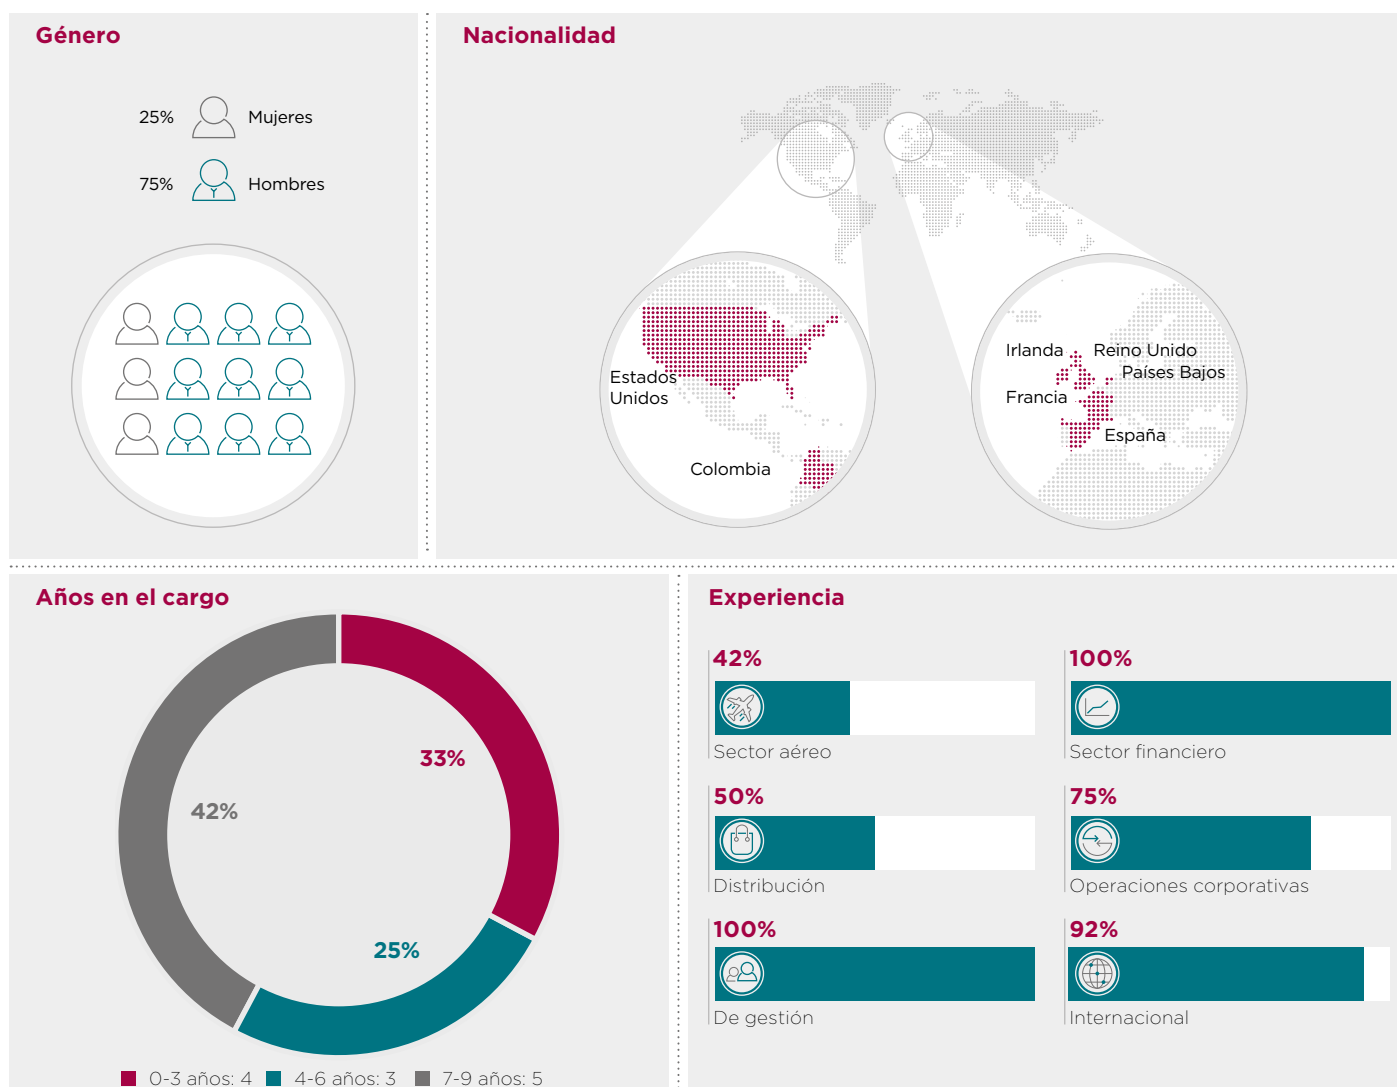 Género
25%
Mujeres
75%
Hombres
Nacionalidad
Estados
Unidos
Colombia
Irlanda
Reino Unido
Países Bajos
Francia
España
Años en el cargo
33%
42%
25%
0-3 años: 4
4-6 años: 3
7-9 años: 5
Experiencia
42%
Sector aéreo
100%
Sector financiero
50%
Distribución
75%
Operaciones corporativas
100%
De gestión
92%
Internacional